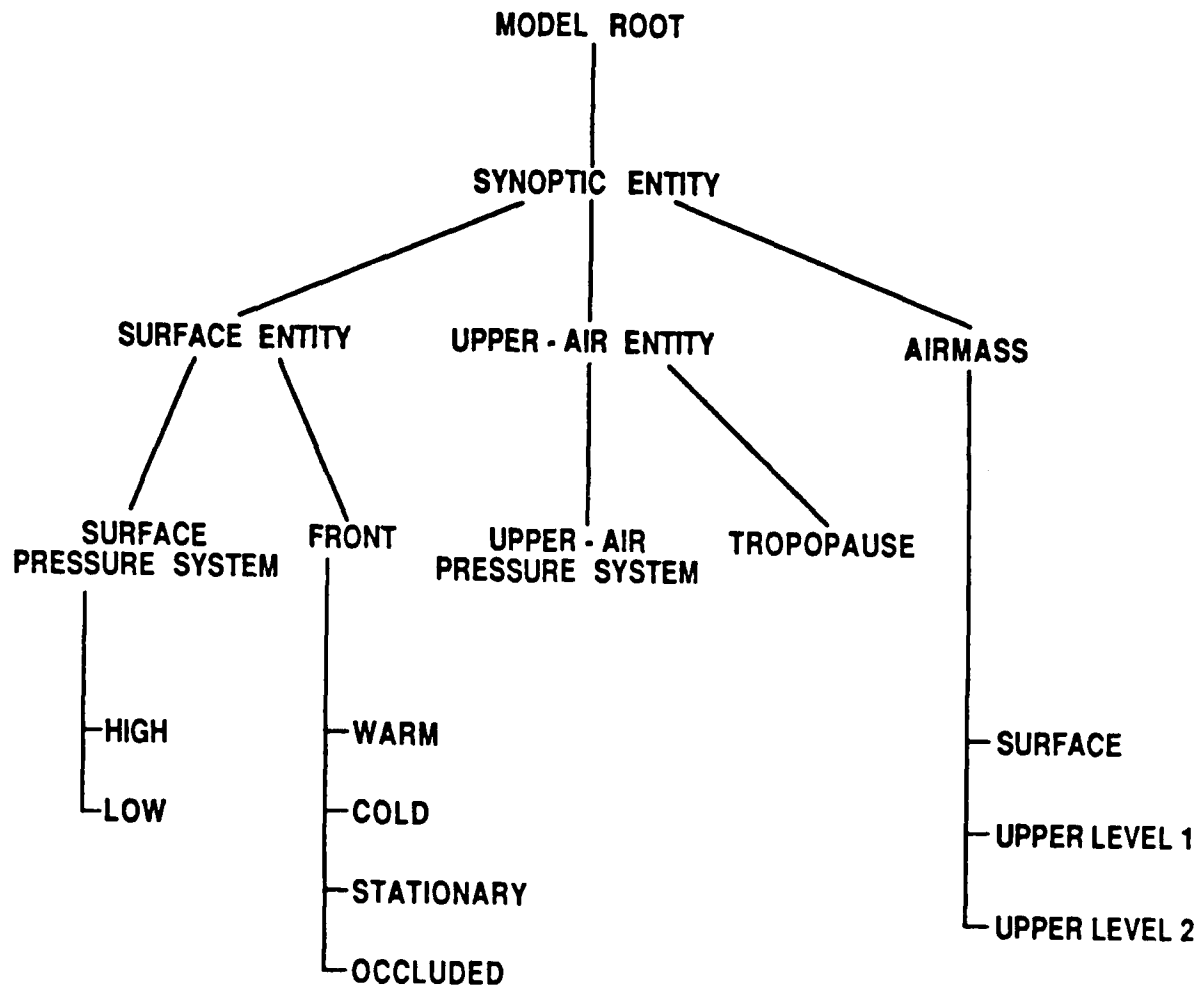 MODEL ROOT
SYNOPTIC ENTITY
SURFACE ENTITY
UPPER - AIR ENTITY
AIRMASS
SURFACE
PRESSURE SYSTEM
FRONT
UPPER - AIR
PRESSURE SYSTEM
TROPOPAUSE
HIGH
LOW
WARM
COLD
STATIONARY
OCCLUDED
SURFACE
UPPER LEVEL 1
UPPER LEVEL 2